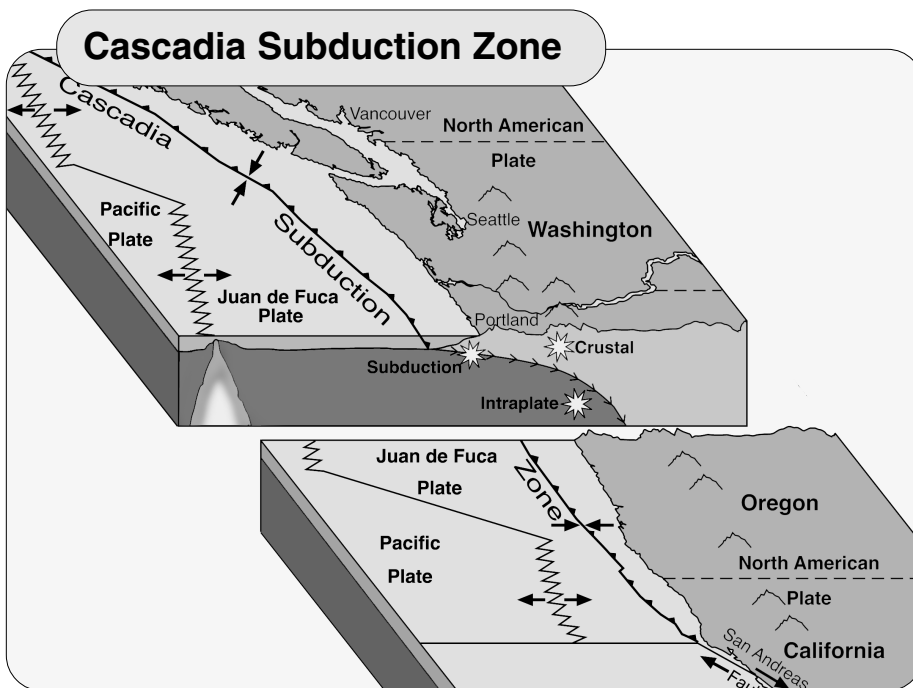 Cascadia Subduction Zone
Cascadia
Vancouver
North American
Plate
Pacific
Plate
Seattle
Washington
Subduction
Juan de Fuca
Plate
Portland
Subduction
Crustal
Intraplate
Juan de Fuca
Plate
Zone
Oregon
Pacific
Plate
North American
Plate
California
San Andreas
Fault